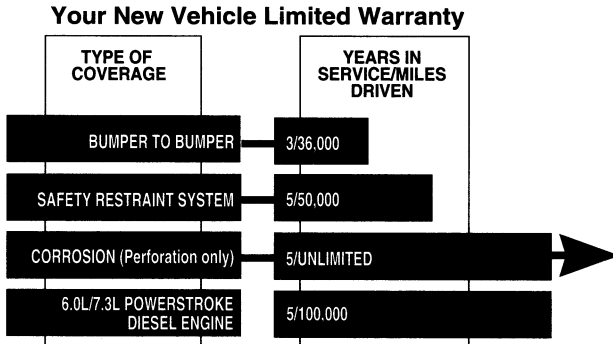 Your New Vehicle Limited Warranty
TYPE OF
COVERAGE
YEARS IN
SERVICE/MILES
DRIVEN
BUMPER TO BUMPER
3/36.000
SAFETY RESTRAINT SYSTEM
5/50,000
CORROSION (Perforation only)
5/UNLIMITED
6.0L/7.3L POWERSTROKE
DIESEL ENGINE
5/100.000